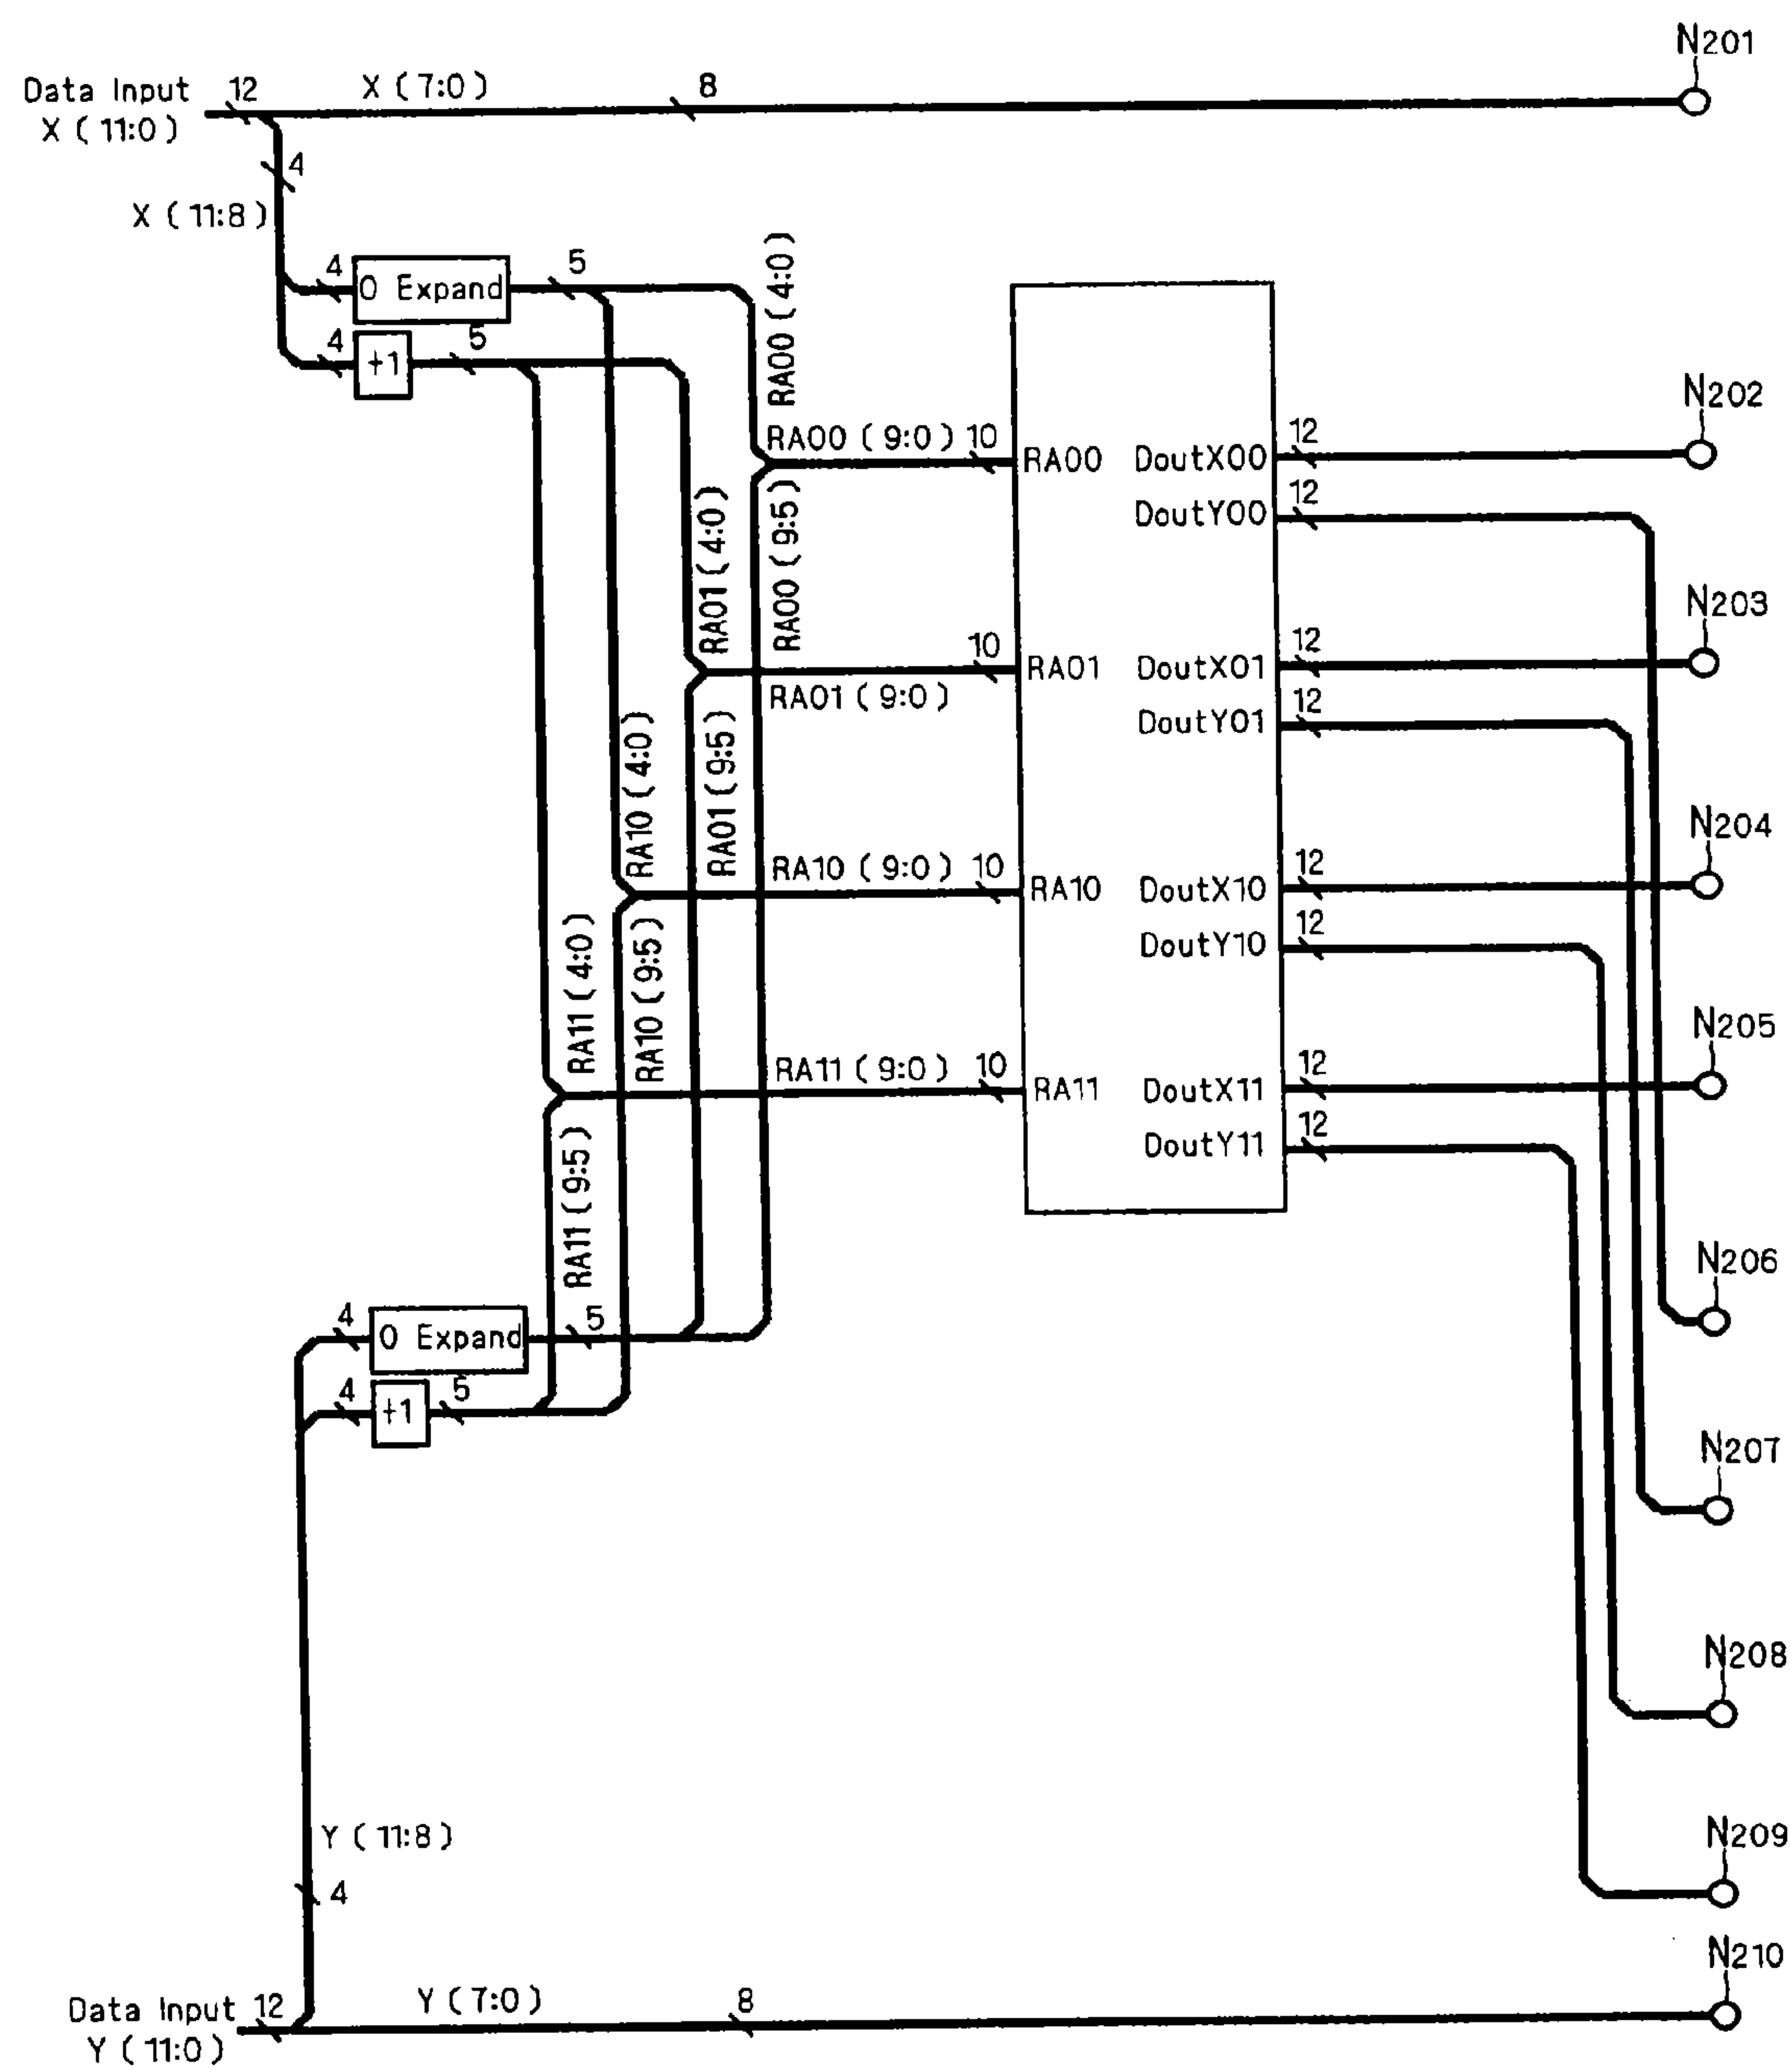 N201
Data Input
X ( 11:0 )
12
X ( 7:0 )
8
4
X ( 11:8 )
4
0 Expand
5
4
+1
5
RA00 ( 4:0 )
N202
RA00 ( 9:0 )
10
RA00
DoutX00
12
RA00 ( 9:5 )
DoutY00
12
RA01 ( 4:0 )
N203
10
RA01
DoutX01
12
RA01 ( 9:0 )
DoutY01
12
RA10 ( 4:0 )
RA01 ( 9:5 )
N204
RA10 ( 9:0 )
10
RA10
DoutX10
12
DoutY10
12
RA11 ( 4:0 )
RA10 ( 9:5 )
N205
RA11 ( 9:0 )
10
RA11
DoutX11
12
DoutY11
12
RA11 ( 9:5 )
N206
4
0 Expand
5
4
+1
5
N207
N208
Y ( 11:8 )
4
N209
N210
Data Input
Y ( 11:0 )
12
Y ( 7:0 )
8